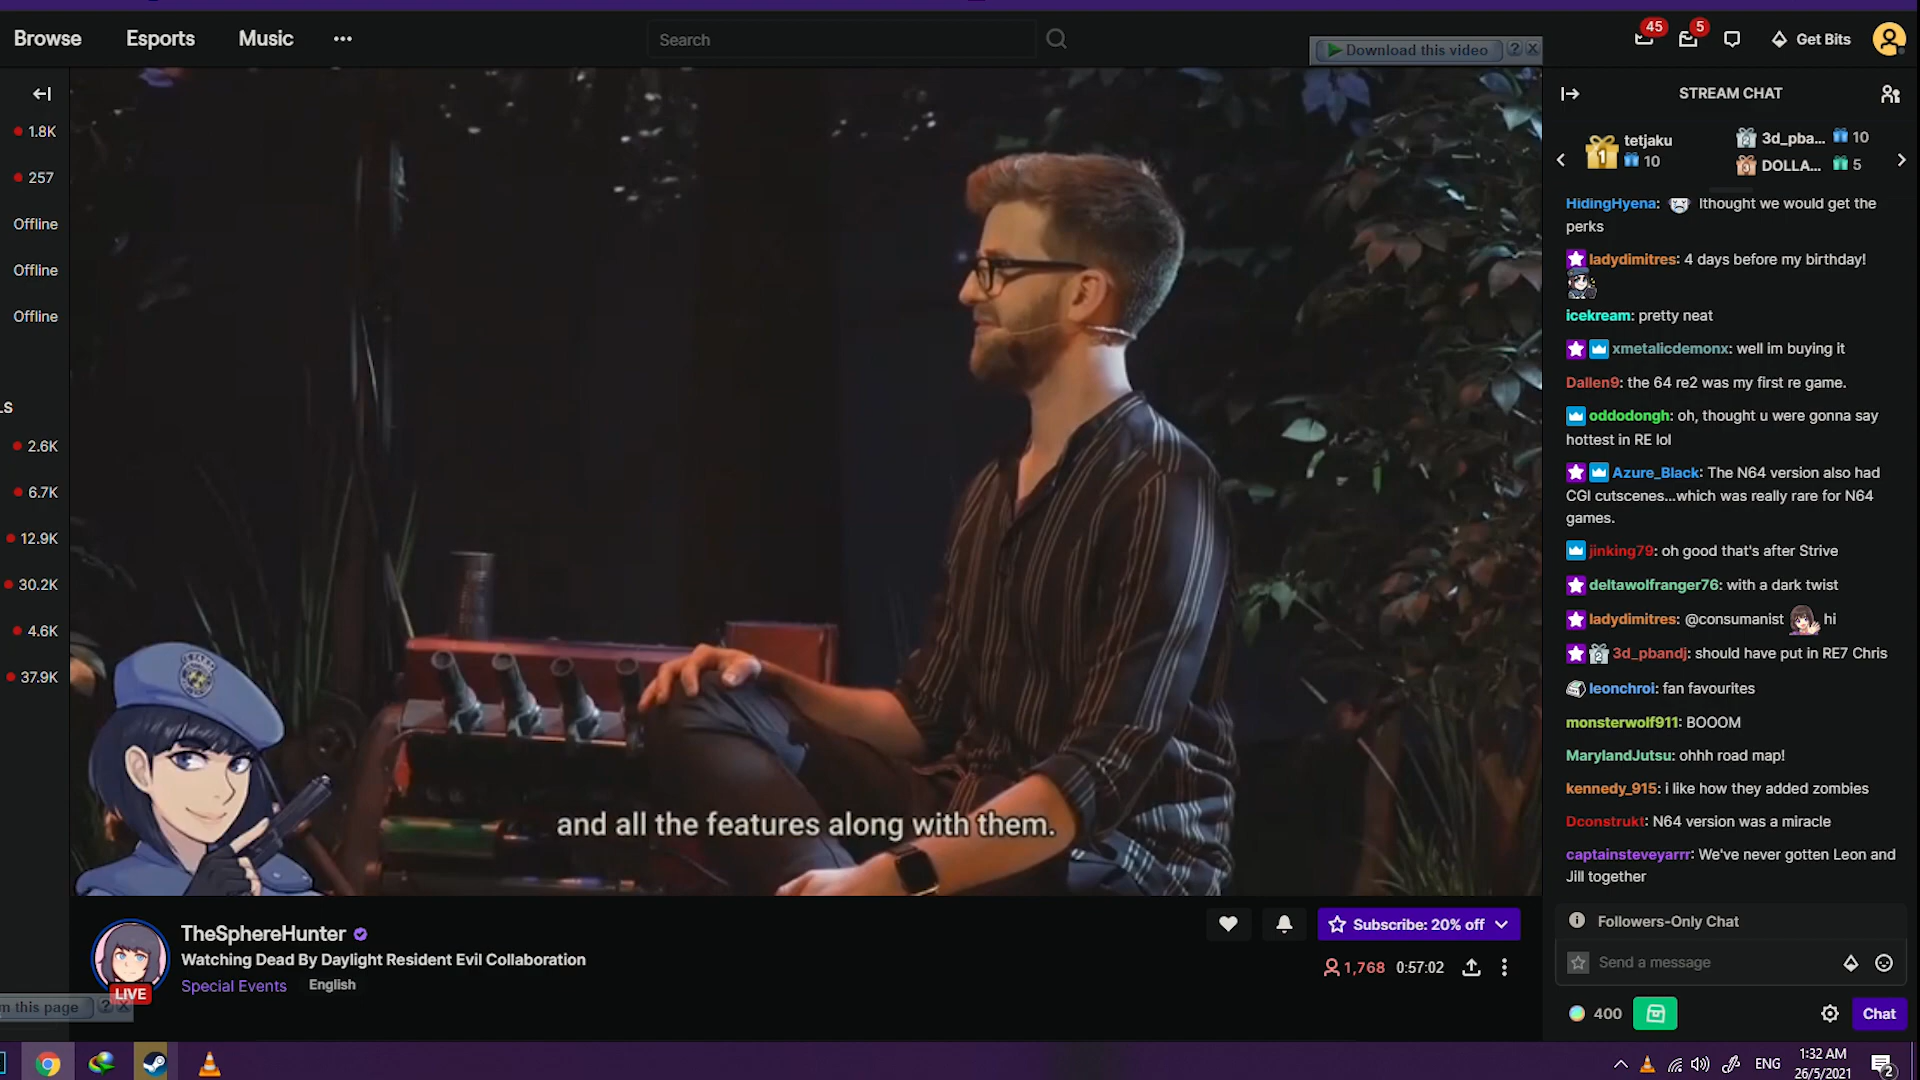 Browse
Esports
Music
Search
Download this video
45
5
Get Bits
1.8K
257
Offline
Offline
Offline
LS
2.6K
6.7K
12.9K
30.2K
4.6K
37.9K
and all the features along with them.
STREAM CHAT
1 tetjaku
10
2 3d_pba... 10
3 DOLLA... 5
HidingHyena: Ithought we would get the
perks
ladydimitres: 4 days before my birthday!
icekream: pretty neat
xmetalicdemonx: well im buying it
Dallen9: the 64 re2 was my first re game.
oddodongh: oh, thought u were gonna say
hottest in RE lol
Azure_Black: The N64 version also had
CGI cutscenes...which was really rare for N64
games.
jinking79: oh good that's after Strive
deltawolfranger76: with a dark twist
ladydimitres: @consumanist hi
2 3d_pbandj: should have put in RE7 Chris
leonchroi: fan favourites
monsterwolf911: BOOOM
MarylandJutsu: ohhh road map!
kennedy_915: i like how they added zombies
Dconstrukt: N64 version was a miracle
captainsteveyarrr: We've never gotten Leon and
Jill together
Followers-Only Chat
Send a message
400
Chat
TheSphereHunter
Watching Dead By Daylight Resident Evil Collaboration
Special Events English
LIVE
Subscribe: 20% off
1,768 0:57:02
m this page
ENG
1:32 AM
26/5/2021
2